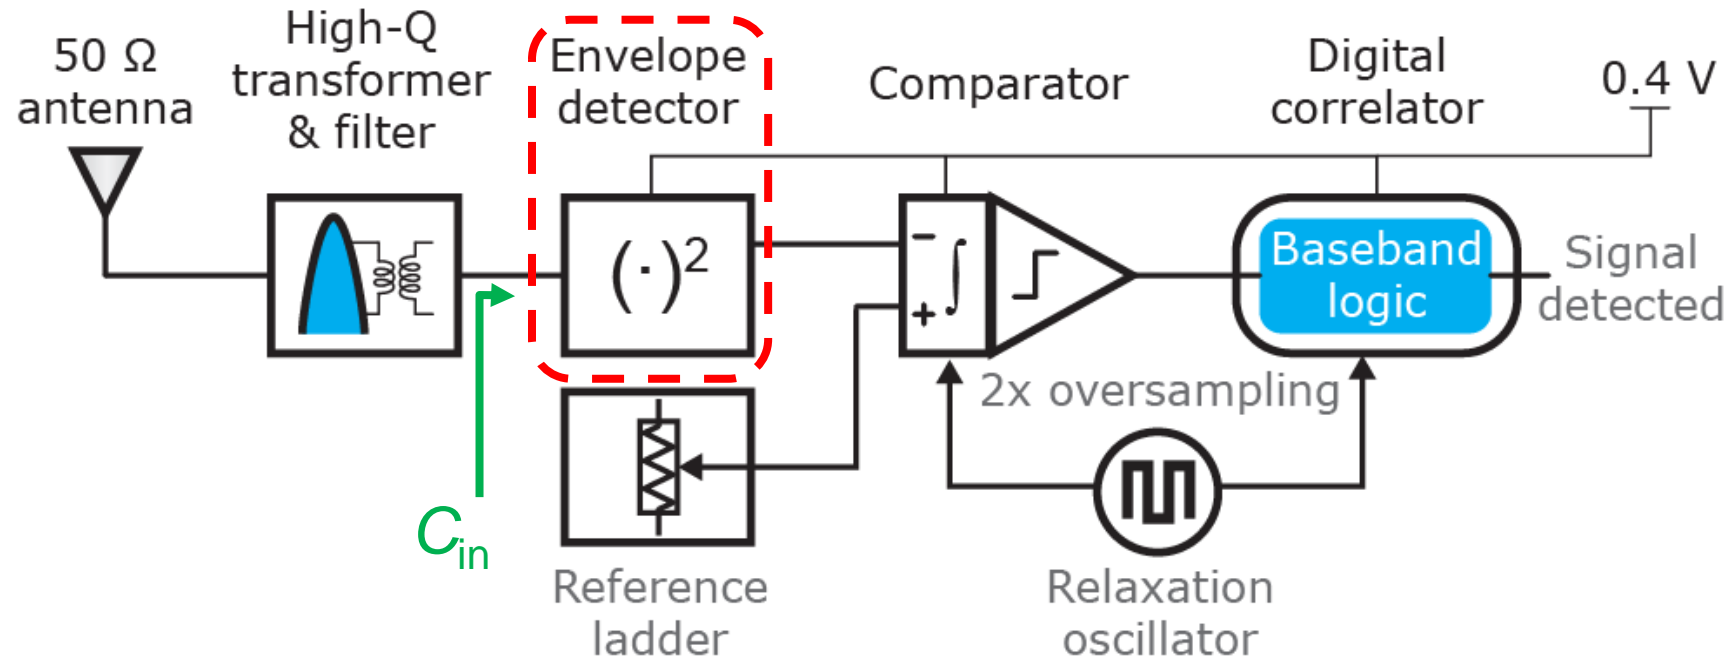 50 Ω
antenna
High-Q
transformer
& filter
Envelope
detector
Comparator
Digital
correlator
0.4 V
(·)²
−
+
∫
Baseband
logic
Signal
detected
2x oversampling
C_in
Reference
ladder
Relaxation
oscillator